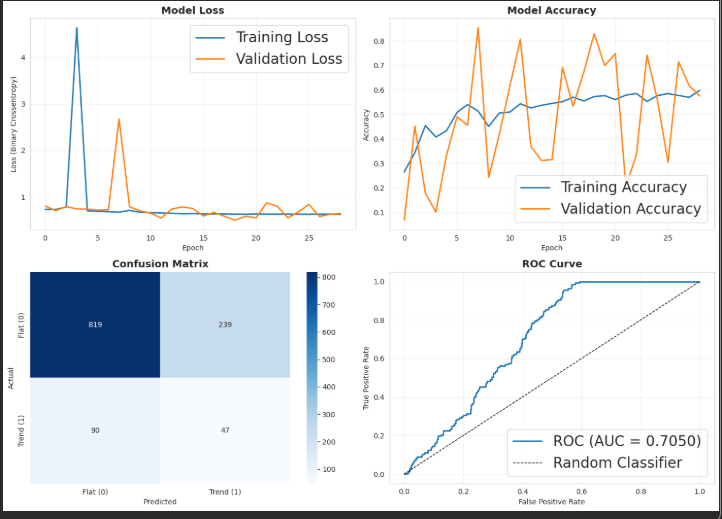 Model Loss
Training Loss
Validation Loss
Loss (Binary Crossentropy)
4
3
2
1
0 5 10 15 20 25
Epoch
Model Accuracy
Accuracy
0.8
0.7
0.6
0.5
0.4
0.3
0.2
0.1
Training Accuracy
Validation Accuracy
0 5 10 15 20 25
Epoch
Confusion Matrix
Actual
Flat (0)
Trend (1)
819 239
90 47
Flat (0) Trend (1)
Predicted
800
700
600
500
400
300
200
100
ROC Curve
True Positive Rate
1.0
0.8
0.6
0.4
0.2
0.0
ROC (AUC = 0.7050)
Random Classifier
0.0 0.2 0.4 0.6 0.8 1.0
False Positive Rate